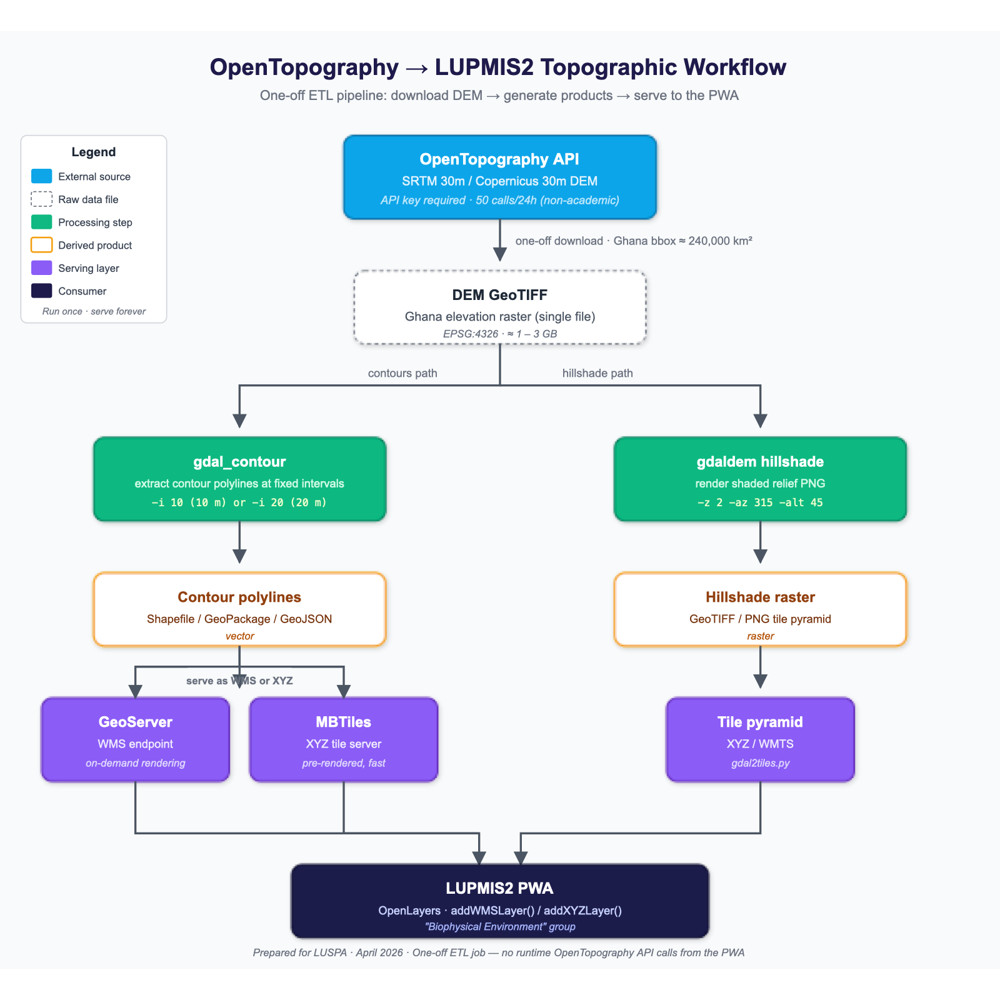 OpenTopography → LUPMIS2 Topographic Workflow
One-off ETL pipeline: download DEM → generate products → serve to the PWA
Legend
External source
Raw data file
Processing step
Derived product
Serving layer
Consumer
Run once · serve forever
OpenTopography API
SRTM 30m / Copernicus 30m DEM
API key required · 50 calls/24h (non-academic)
one-off download · Ghana bbox ≈ 240,000 km²
DEM GeoTIFF
Ghana elevation raster (single file)
EPSG:4326 · ≈ 1 – 3 GB
contours path
hillshade path
gdal_contour
extract contour polylines at fixed intervals
-i 10 (10 m) or -i 20 (20 m)
gdaldem hillshade
render shaded relief PNG
-z 2 -az 315 -alt 45
Contour polylines
Shapefile / GeoPackage / GeoJSON
vector
Hillshade raster
GeoTIFF / PNG tile pyramid
raster
serve as WMS or XYZ
GeoServer
WMS endpoint
on-demand rendering
MBTiles
XYZ tile server
pre-rendered, fast
Tile pyramid
XYZ / WMTS
gdal2tiles.py
LUPMIS2 PWA
OpenLayers · addWMSLayer() / addXYZLayer()
"Biophysical Environment" group
Prepared for LUSPA · April 2026 · One-off ETL job — no runtime OpenTopography API calls from the PWA